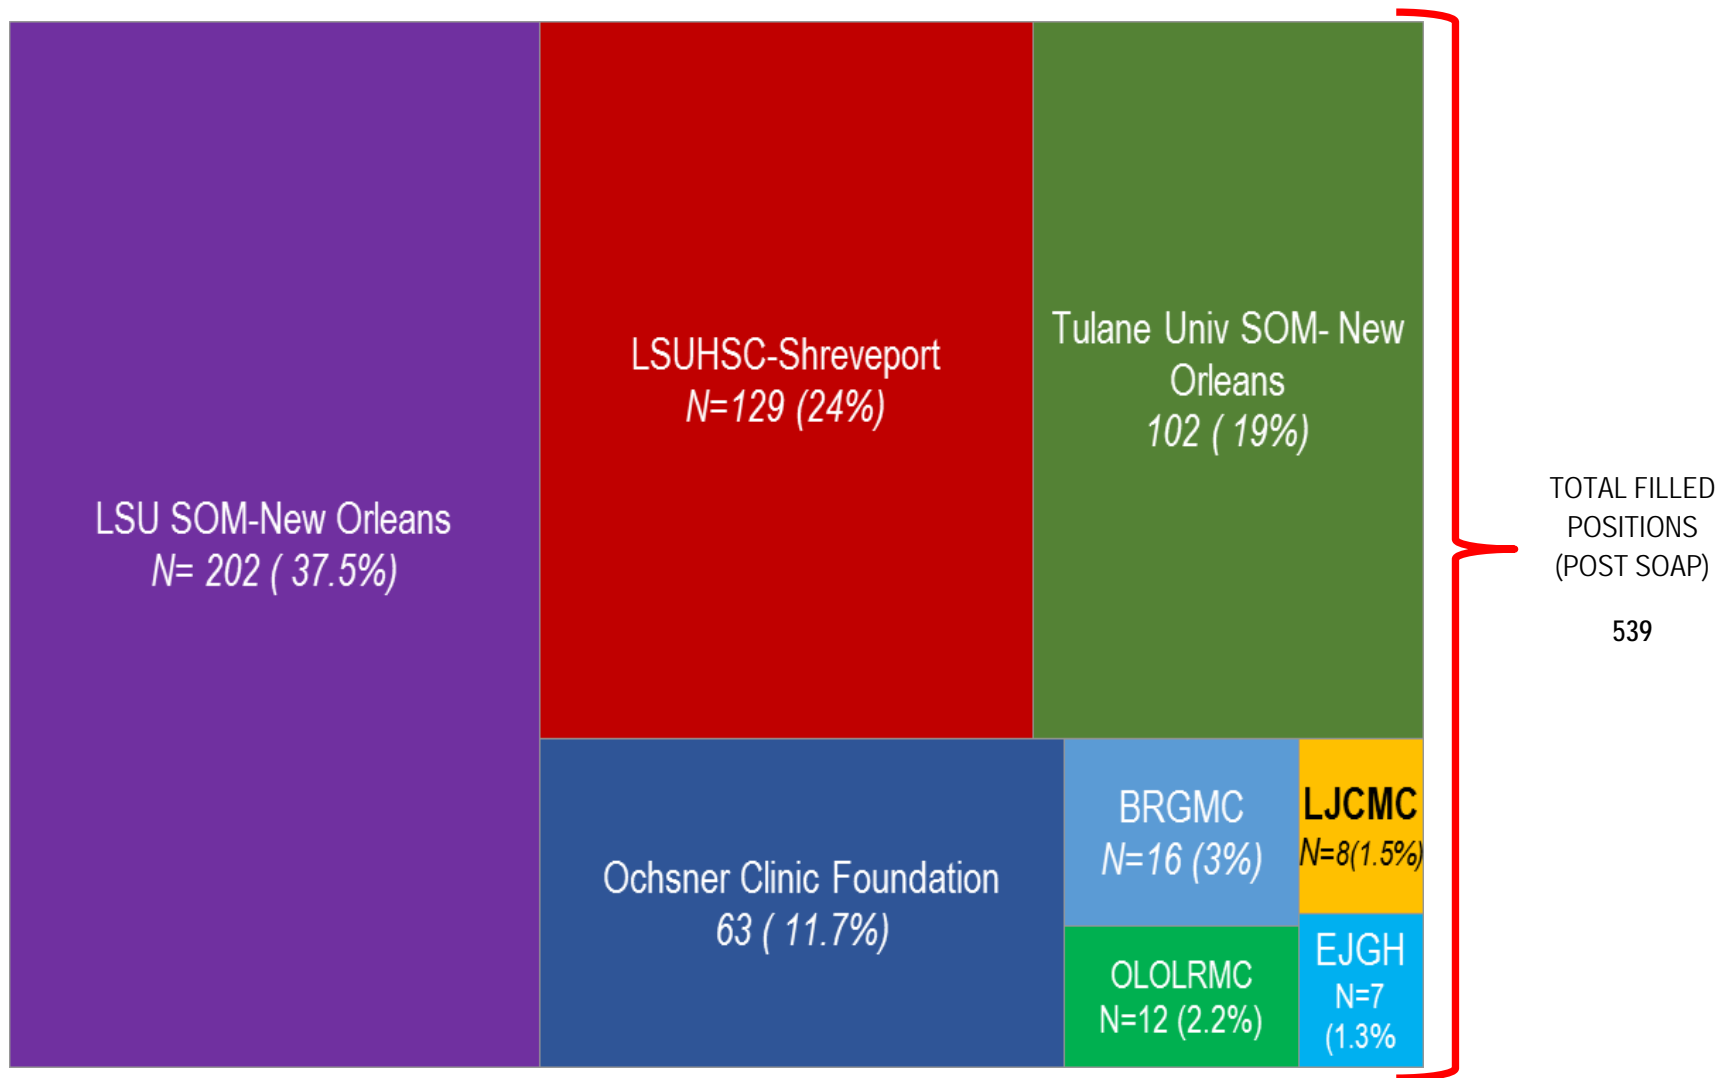 LSU SOM-New Orleans
N= 202 ( 37.5%)
LSUHSC-Shreveport
N=129 (24%)
Tulane Univ SOM- New
Orleans
102 ( 19%)
Ochsner Clinic Foundation
63 ( 11.7%)
BRGMC
N=16 (3%)
LJCMC
N=8(1.5%)
OLOLRMC
N=12 (2.2%)
EJGH
N=7
(1.3%
TOTAL FILLED
POSITIONS
(POST SOAP)
539